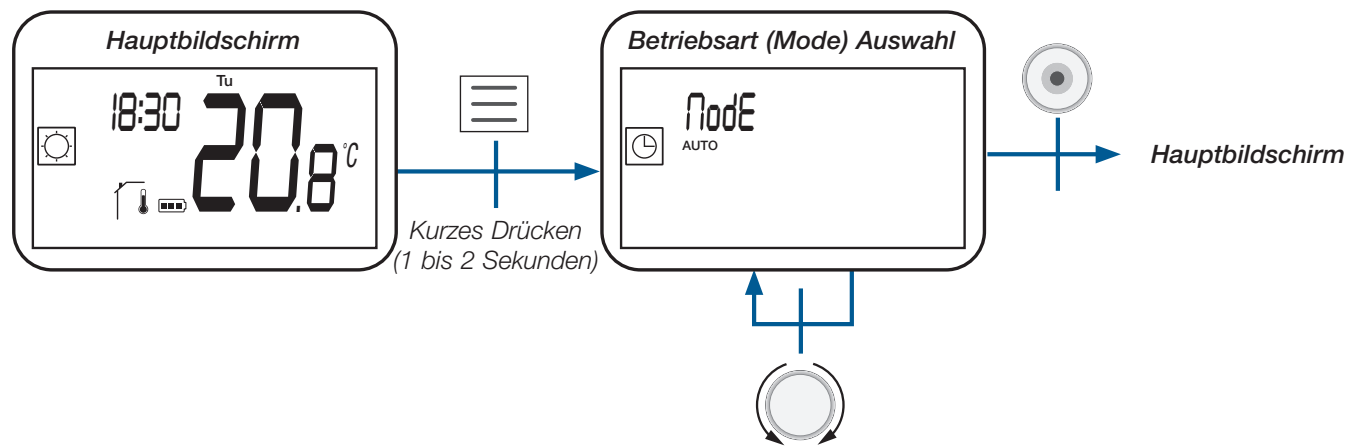 Hauptbildschirm
Tu
18:30
20.8 °C
Kurzes Drücken
(1 bis 2 Sekunden)
Betriebsart (Mode) Auswahl
ModE
AUTO
Hauptbildschirm